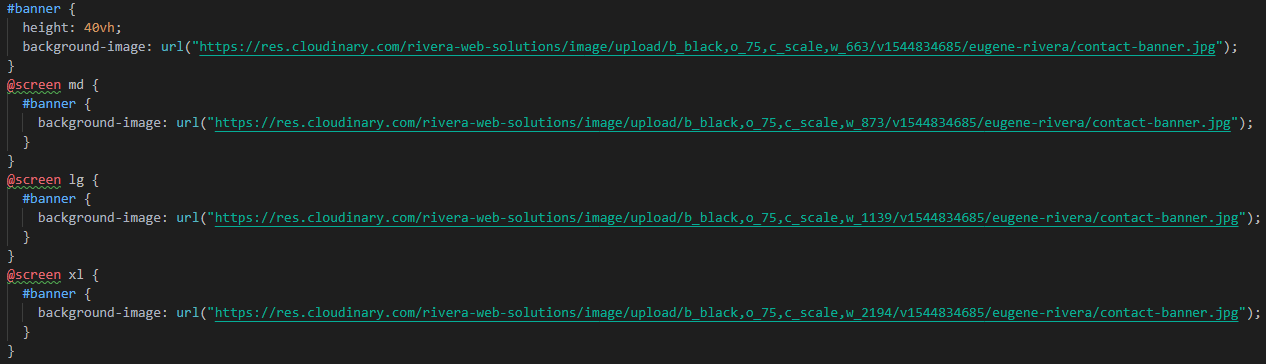 #banner {
  height: 40vh;
  background-image: url("https://res.cloudinary.com/rivera-web-solutions/image/upload/b_black,o_75,c_scale,w_663/v1544834685/eugene-rivera/contact-banner.jpg");
}
@screen md {
  #banner {
    background-image: url("https://res.cloudinary.com/rivera-web-solutions/image/upload/b_black,o_75,c_scale,w_873/v1544834685/eugene-rivera/contact-banner.jpg");
  }
}
@screen lg {
  #banner {
    background-image: url("https://res.cloudinary.com/rivera-web-solutions/image/upload/b_black,o_75,c_scale,w_1139/v1544834685/eugene-rivera/contact-banner.jpg");
  }
}
@screen xl {
  #banner {
    background-image: url("https://res.cloudinary.com/rivera-web-solutions/image/upload/b_black,o_75,c_scale,w_2194/v1544834685/eugene-rivera/contact-banner.jpg");
  }
}